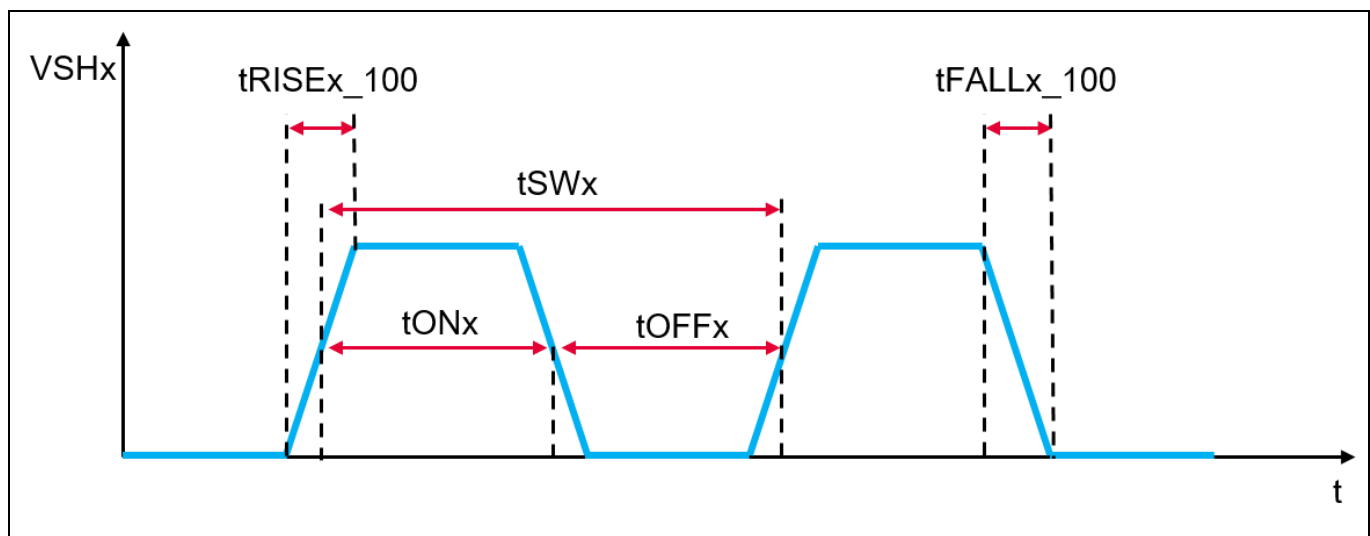 VSHx
tRISEx_100
tFALLx_100
tSWx
tONx
tOFFx
t